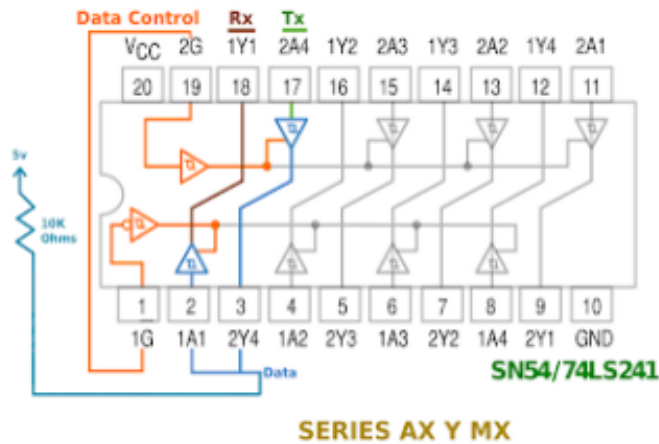 Data Control Rx Tx
VCC 2G 1Y1 2A4 1Y2 2A3 1Y3 2A2 1Y4 2A1
20 19 18 17 16 15 14 13 12 11
5v
10K
Ohms
1 2 3 4 5 6 7 8 9 10
1G 1A1 2Y4 1A2 2Y3 1A3 2Y2 1A4 2Y1 GND
Data
SN54/74LS241
SERIES AX Y MX